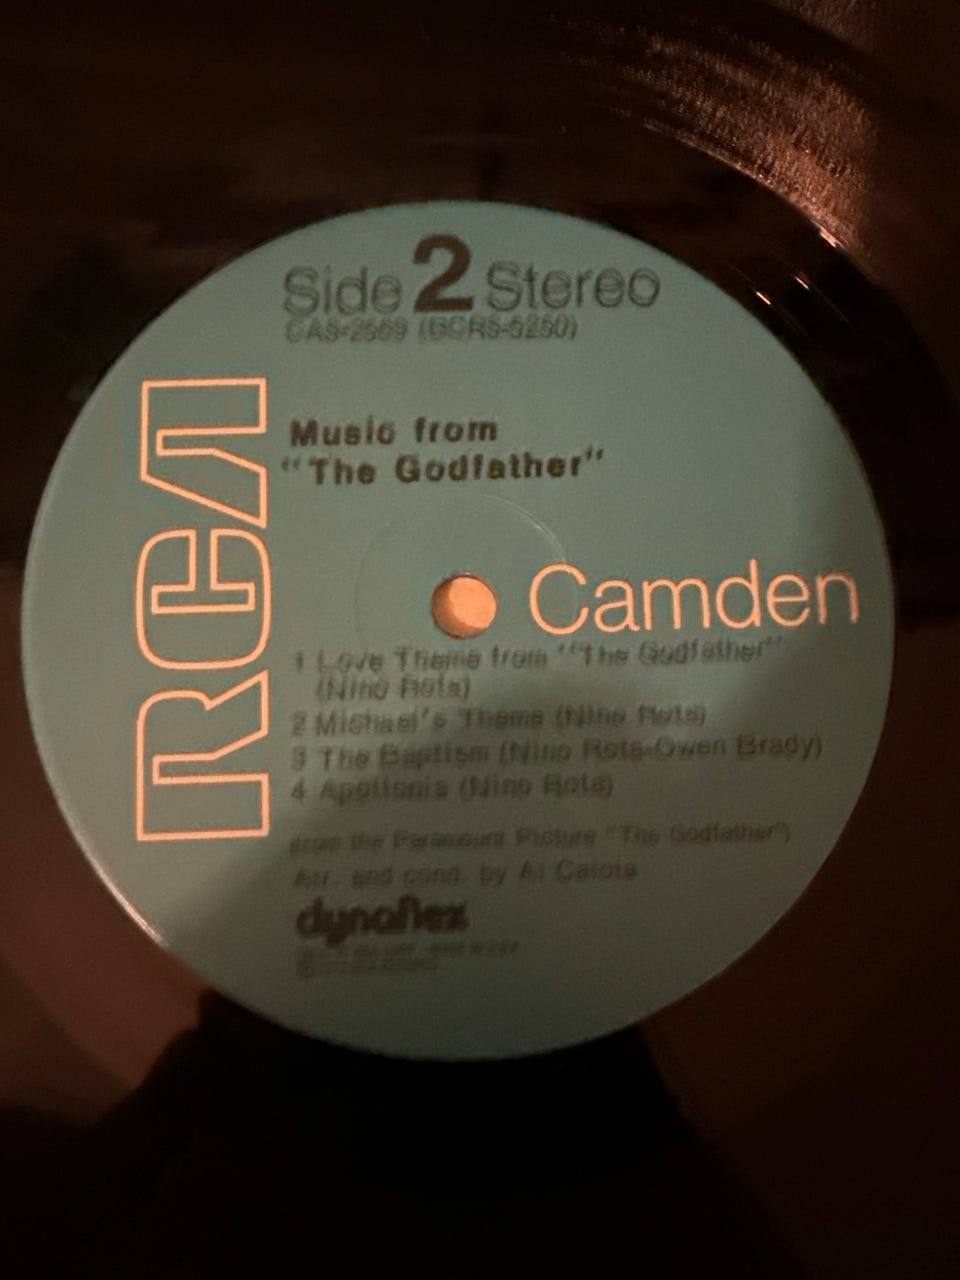 Side 2 Stereo
CAS-2569 (BCRS-5250)
Music from
"The Godfather"
RCA
Camden
1 Love Theme from "The Godfather"
(Nino Rota)
2 Michael's Theme (Nino Rota)
3 The Baptism (Nino Rota-Owen Brady)
4 Apollonia (Nino Rota)
(from the Paramount Picture "The Godfather")
Arr. and cond. by Al Caiola
dynaflex